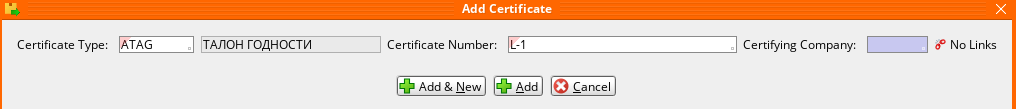 Add Certificate
Certificate Type: ATAG ТАЛОН ГОДНОСТИ Certificate Number: L-1 Certifying Company: No Links
Add & New Add Cancel